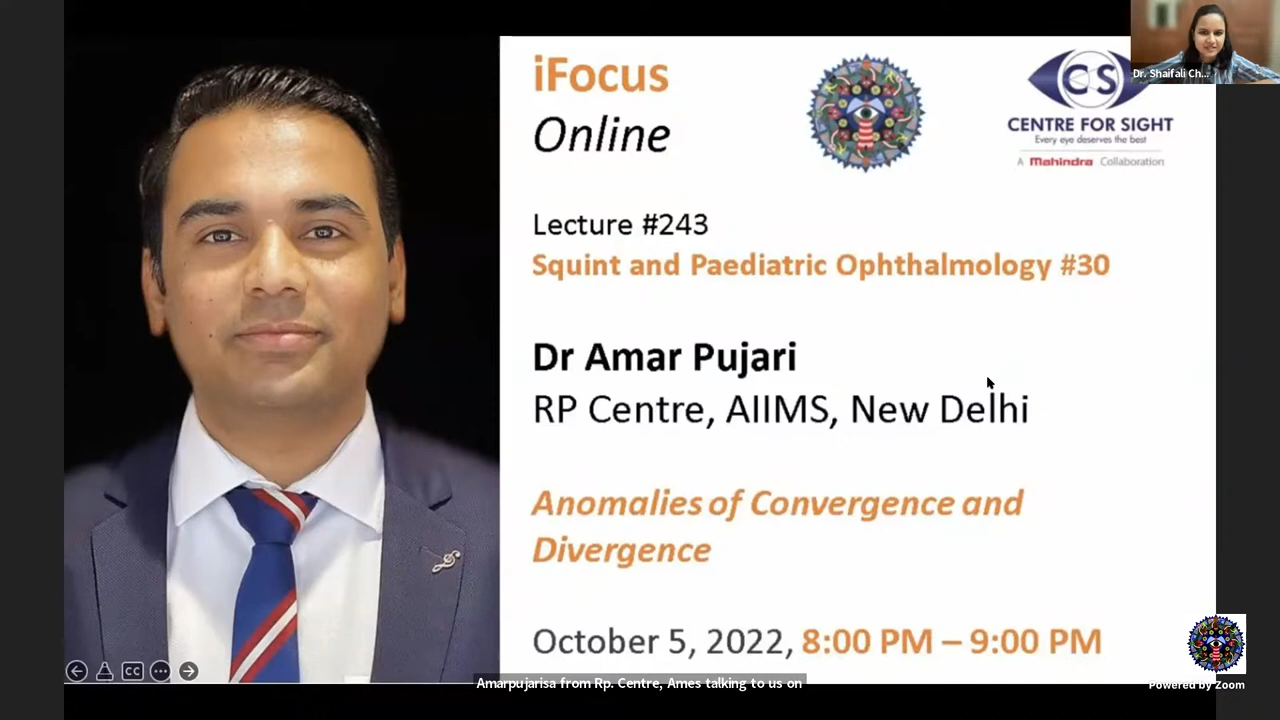 iFocus
Online
Dr. Shaifali Ch...
CS
CENTRE FOR SIGHT
Every eye deserves the best
A Mahindra Collaboration
Lecture #243
Squint and Paediatric Ophthalmology #30
Dr Amar Pujari
RP Centre, AIIMS, New Delhi
Anomalies of Convergence and
Divergence
October 5, 2022, 8:00 PM – 9:00 PM
CC
Amarpujarisa from Rp. Centre, Ames talking to us on
Powered by Zoom